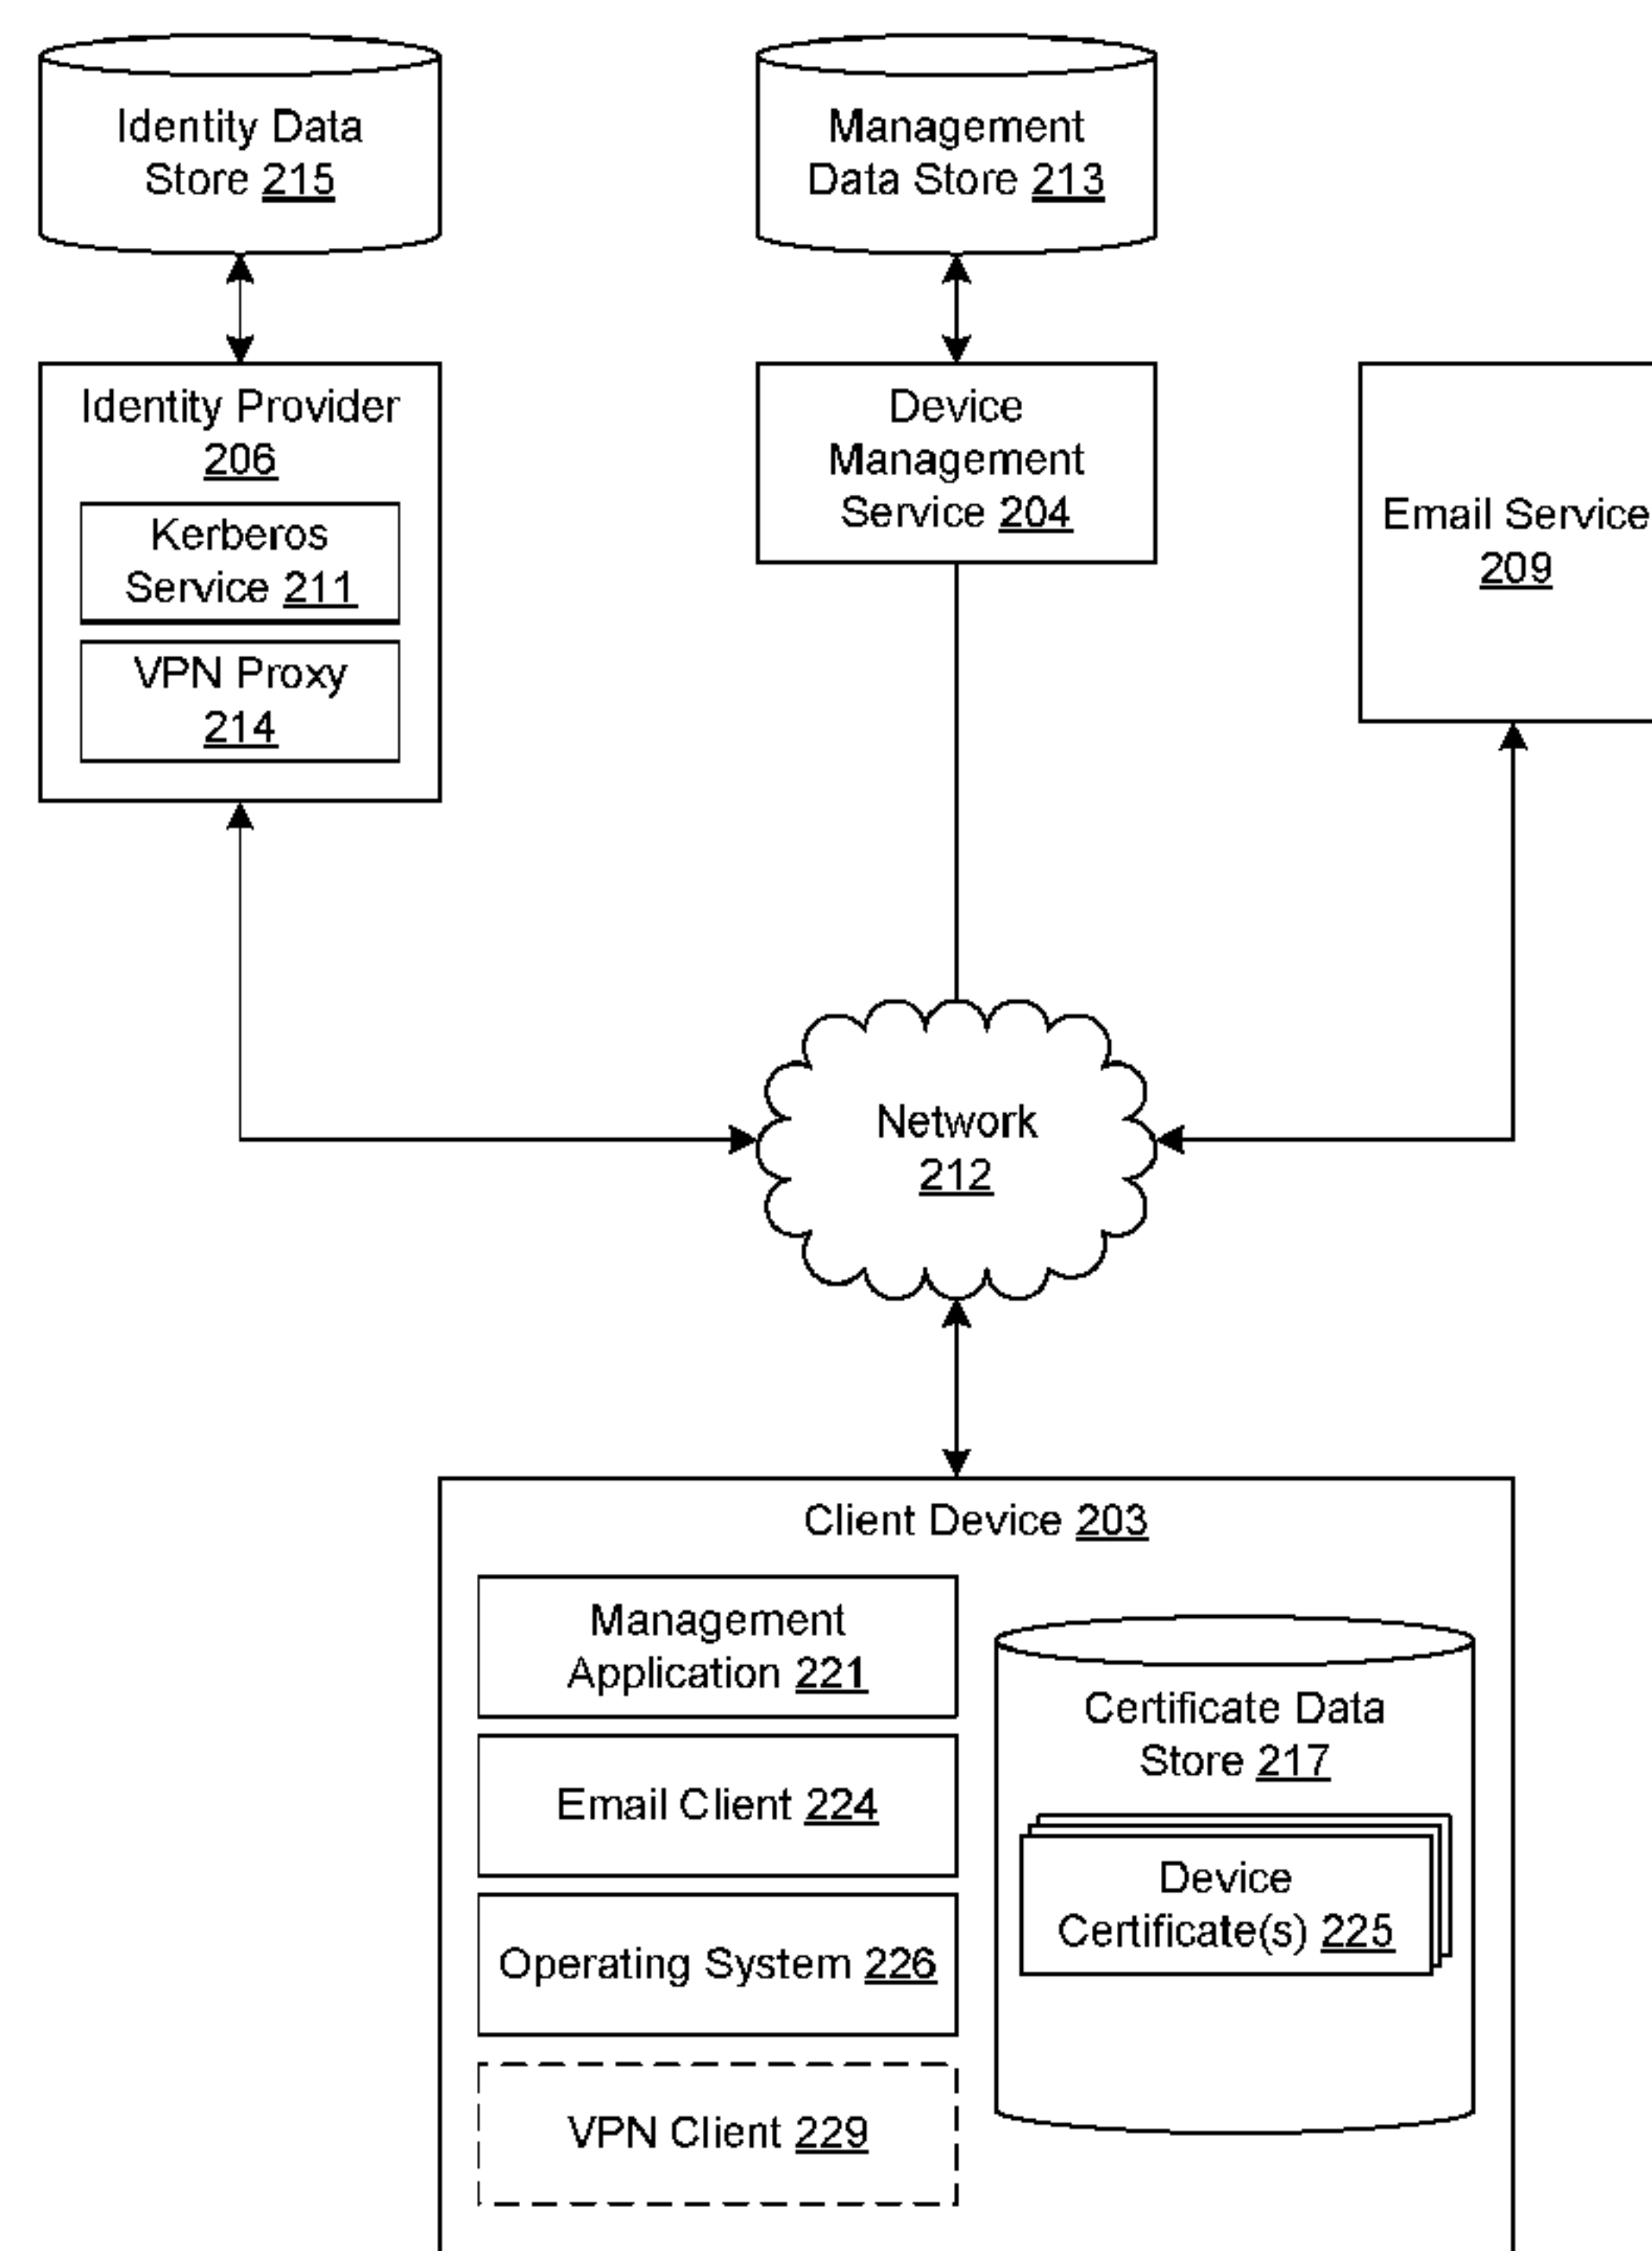 Identity Data
Store 215
Management
Data Store 213
Identity Provider
206
Kerberos
Service 211
VPN Proxy
214
Device
Management
Service 204
Email Service
209
Network
212
Client Device 203
Management
Application 221
Email Client 224
Operating System 226
VPN Client 229
Certificate Data
Store 217
Device
Certificate(s) 225